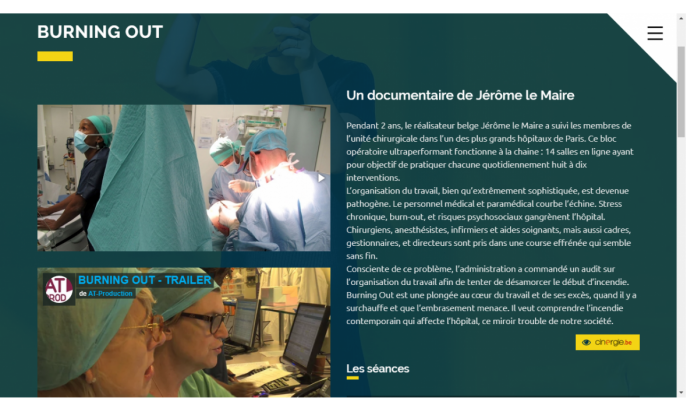 BURNING OUT
Un documentaire de Jérôme le Maire
Pendant 2 ans, le réalisateur belge Jérôme le Maire a suivi les membres de
l'unité chirurgicale dans l'un des plus grands hôpitaux de Paris. Ce bloc
opératoire ultraperformant fonctionne à la chaine : 14 salles en ligne ayant
pour objectif de pratiquer chacune quotidiennement huit à dix
interventions.
L'organisation du travail, bien qu'extrêmement sophistiquée, est devenue
pathogène. Le personnel médical et paramédical courbe l'échine. Stress
chronique, burn-out, et risques psychosociaux gangrènent l'hôpital.
Chirurgiens, anesthésistes, infirmiers et aides soignants, mais aussi cadres,
gestionnaires, et directeurs sont pris dans une course effrénée qui semble
sans fin.
Consciente de ce problème, l'administration a commandé un audit sur
l'organisation du travail afin de tenter de désamorcer le début d'incendie.
Burning Out est une plongée au cœur du travail et de ses excès, quand il y a
surchauffe et que l'embrasement menace. Il veut comprendre l'incendie
contemporain qui affecte l'hôpital, ce miroir trouble de notre société.
cinergie.be
Les séances
AT
PROD
BURNING OUT - TRAILER
de AT-Production